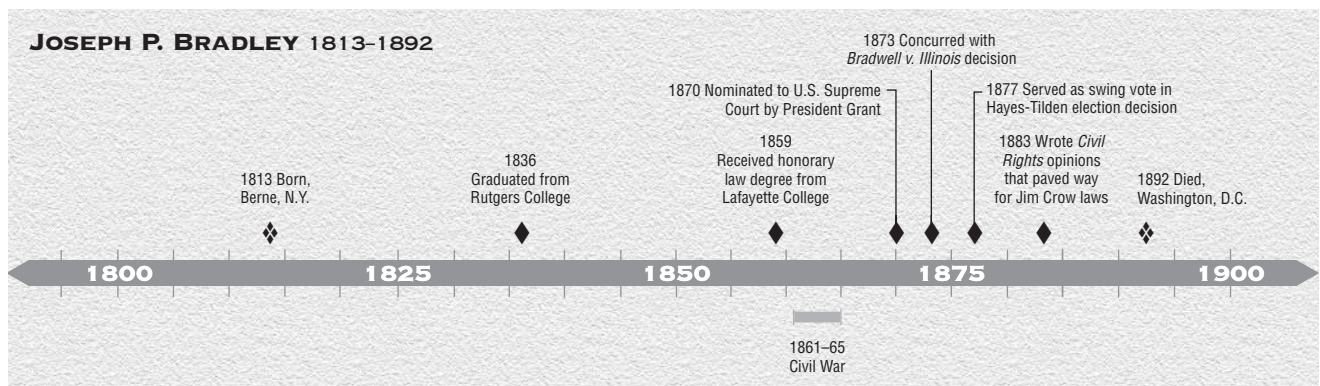 JOSEPH P. BRADLEY 1813–1892
1873 Concurred with
Bradwell v. Illinois decision
1870 Nominated to U.S. Supreme
Court by President Grant
1877 Served as swing vote in
Hayes-Tilden election decision
1859
Received honorary
law degree from
Lafayette College
1883 Wrote Civil
Rights opinions
that paved way
for Jim Crow laws
1836
Graduated from
Rutgers College
1813 Born,
Berne, N.Y.
1892 Died,
Washington, D.C.
1800 1825 1850 1875 1900
1861–65
Civil War